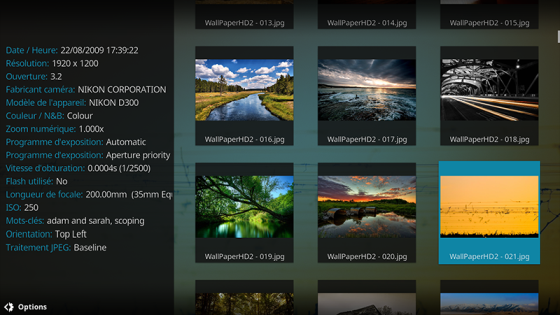 WallPaperHD2 - 013.jpg
WallPaperHD2 - 014.jpg
WallPaperHD2 - 015.jpg
Date / Heure: 22/08/2009 17:39:22
Résolution: 1920 x 1200
Ouverture: 3.2
Fabricant caméra: NIKON CORPORATION
Modèle de l'appareil: NIKON D300
Couleur / N&B: Colour
Zoom numérique: 1.000x
Programme d'exposition: Automatic
Programme d'exposition: Aperture priority
Vitesse d'obturation: 0.0004s (1/2500)
Flash utilisé: No
Longueur de focale: 200.00mm (35mm Eq
ISO: 250
Mots-clés: adam and sarah, scoping
Orientation: Top Left
Traitement JPEG: Baseline
WallPaperHD2 - 016.jpg
WallPaperHD2 - 017.jpg
WallPaperHD2 - 018.jpg
WallPaperHD2 - 019.jpg
WallPaperHD2 - 020.jpg
WallPaperHD2 - 021.jpg
Options